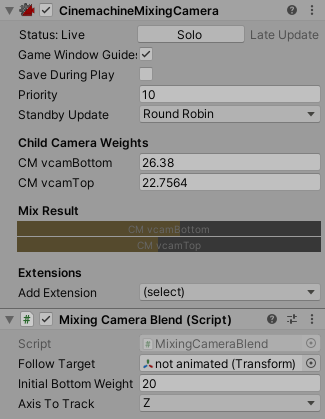 CinemachineMixingCamera
Status: Live Solo Late Update
Game Window Guides
Save During Play
Priority 10
Standby Update Round Robin
Child Camera Weights
CM vcamBottom 26.38
CM vcamTop 22.7564
Mix Result
CM vcamBottom
CM vcamTop
Extensions
Add Extension (select)
# Mixing Camera Blend (Script)
Script # MixingCameraBlend
Follow Target not animated (Transform)
Initial Bottom Weight 20
Axis To Track Z